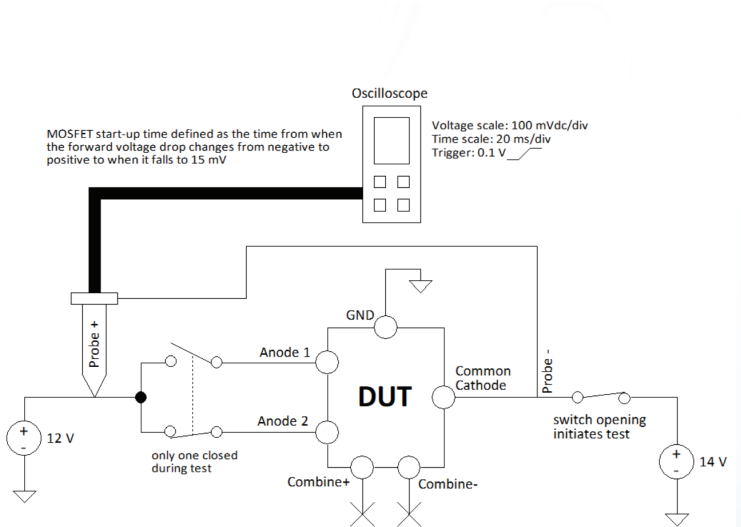 Oscilloscope
Voltage scale: 100 mVdc/div
Time scale: 20 ms/div
Trigger: 0.1 V
MOSFET start-up time defined as the time from when
the forward voltage drop changes from negative to
positive to when it falls to 15 mV
Probe +
GND
Anode 1
Anode 2
DUT
Common
Cathode
Probe -
switch opening
initiates test
+
-
12 V
only one closed
during test
Combine+
Combine-
+
-
14 V